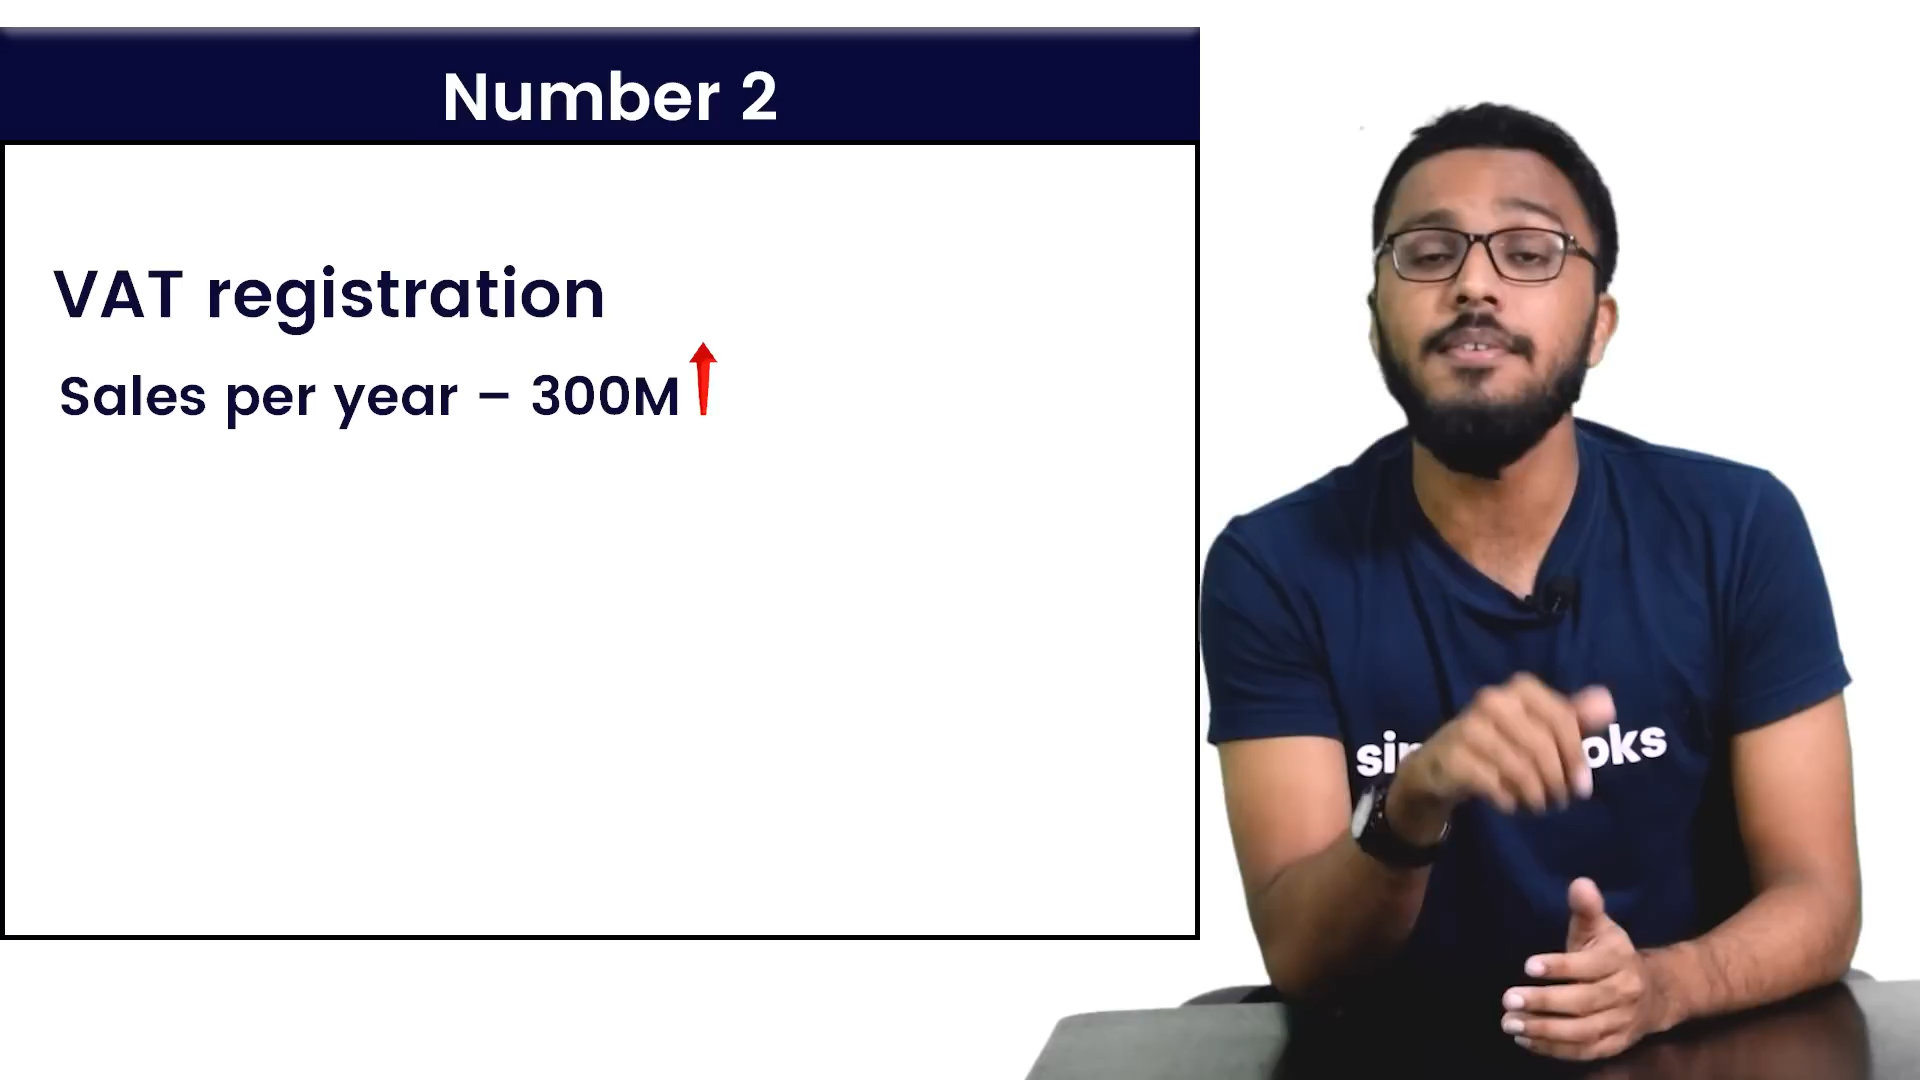 Number 2
VAT registration
Sales per year – 300M